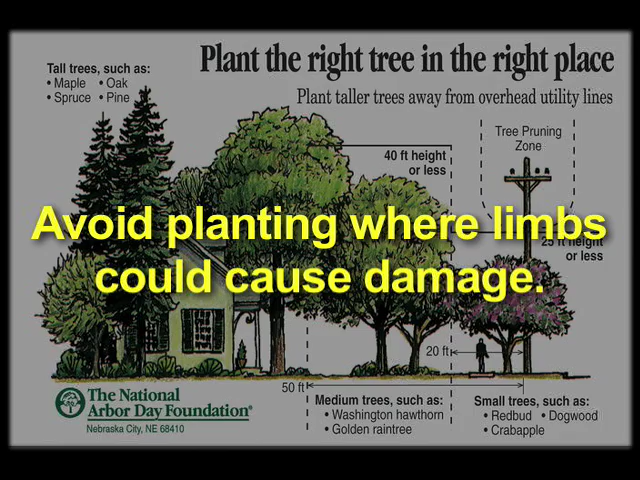 Plant the right tree in the right place
Plant taller trees away from overhead utility lines
Tall trees, such as:
• Maple • Oak
• Spruce • Pine
Tree Pruning
Zone
40 ft height
or less
Avoid planting where limbs
could cause damage.
25 ft height
or less
20 ft
50 ft
The National
Arbor Day Foundation®
Nebraska City, NE 68410
Medium trees, such as:
• Washington hawthorn
• Golden raintree
Small trees, such as:
• Redbud • Dogwood
• Crabapple